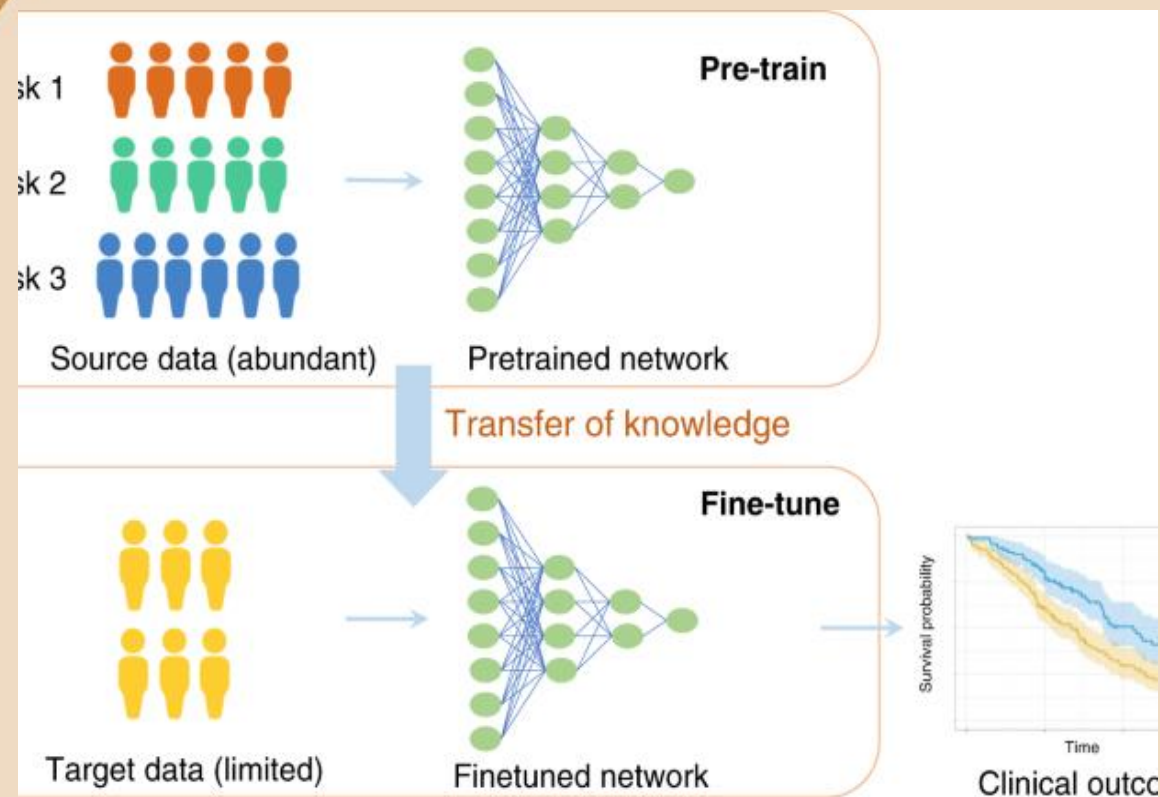 Pre-train
sk 1
sk 2
sk 3
Source data (abundant)
Pretrained network
Transfer of knowledge
Fine-tune
Survival probability
Time
Target data (limited)
Finetuned network
Clinical outco